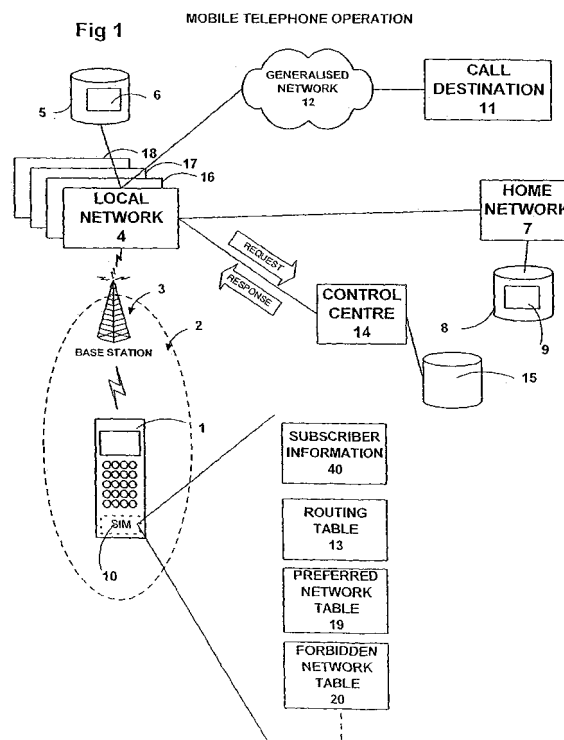 MOBILE TELEPHONE OPERATION
Fig 1
5
6
GENERALISED
NETWORK
12
CALL
DESTINATION
11
18
17
16
LOCAL
NETWORK
4
HOME
NETWORK
7
REQUEST
RESPONSE
CONTROL
CENTRE
14
8
9
15
3
2
BASE STATION
1
SIM
10
SUBSCRIBER
INFORMATION
40
ROUTING
TABLE
13
PREFERRED
NETWORK
TABLE
19
FORBIDDEN
NETWORK
TABLE
20